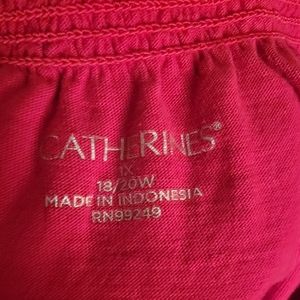 CATHERINES®
1X
18/20W
MADE IN INDONESIA
RN99249